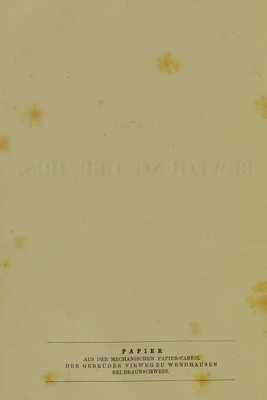 PAPIER
AUS DER MECHANISCHEN PAPIER-FABRIK
DER GEBRÜDER VIEWEG ZU WENDHAUSEN
BEI BRAUNSCHWEIG.